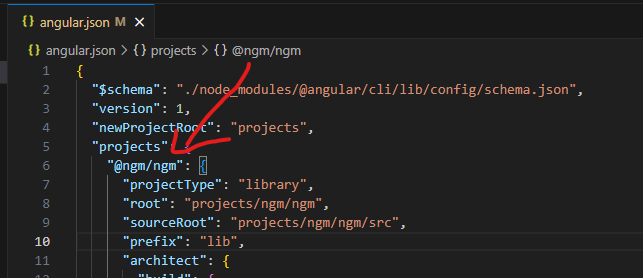 angular.json M
angular.json > {} projects > {} @ngm/ngm
1 {
2 "$schema": "./node_modules/@angular/cli/lib/config/schema.json",
3 "version": 1,
4 "newProjectRoot": "projects",
5 "projects": {
6 "@ngm/ngm": {
7 "projectType": "library",
8 "root": "projects/ngm/ngm",
9 "sourceRoot": "projects/ngm/ngm/src",
10 "prefix": "lib",
11 "architect": {
12 "build": {